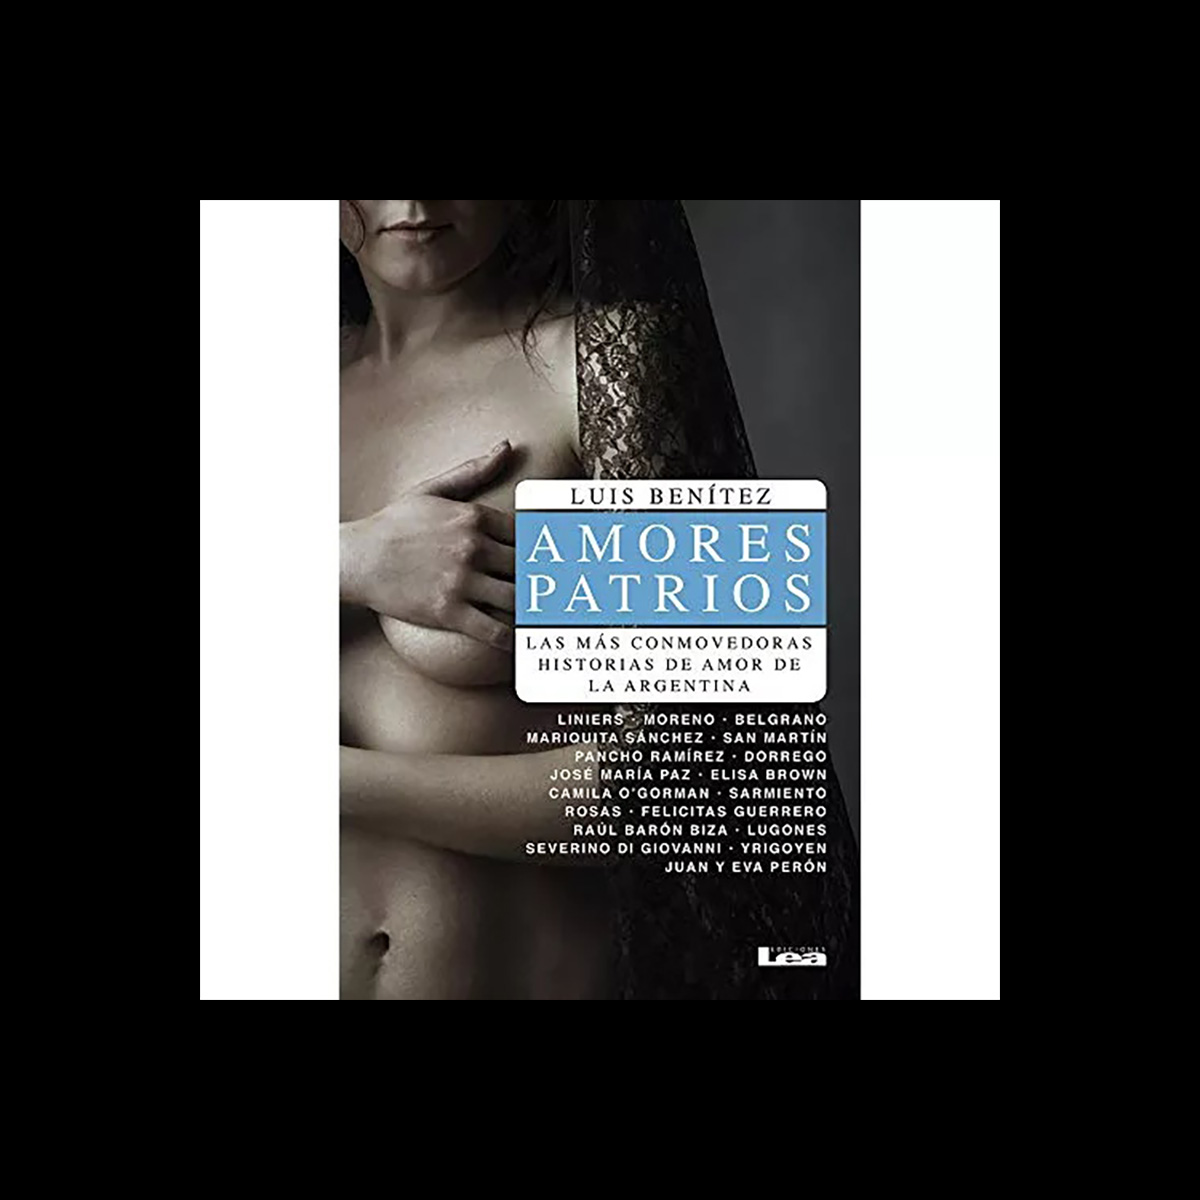 LUIS BENÍTEZ
AMORES
PATRIOS
LAS MÁS CONMOVEDORAS
HISTORIAS DE AMOR DE
LA ARGENTINA
LINIERS · MORENO · BELGRANO
MARIQUITA SÁNCHEZ · SAN MARTÍN
PANCHO RAMÍREZ · DORREGO
JOSÉ MARÍA PAZ · ELISA BROWN
CAMILA O'GORMAN · SARMIENTO
ROSAS · FELICITAS GUERRERO
RAÚL BARÓN BIZA · LUGONES
SEVERINO DI GIOVANNI · YRIGOYEN
JUAN Y EVA PERÓN
EDICIONES
Lea